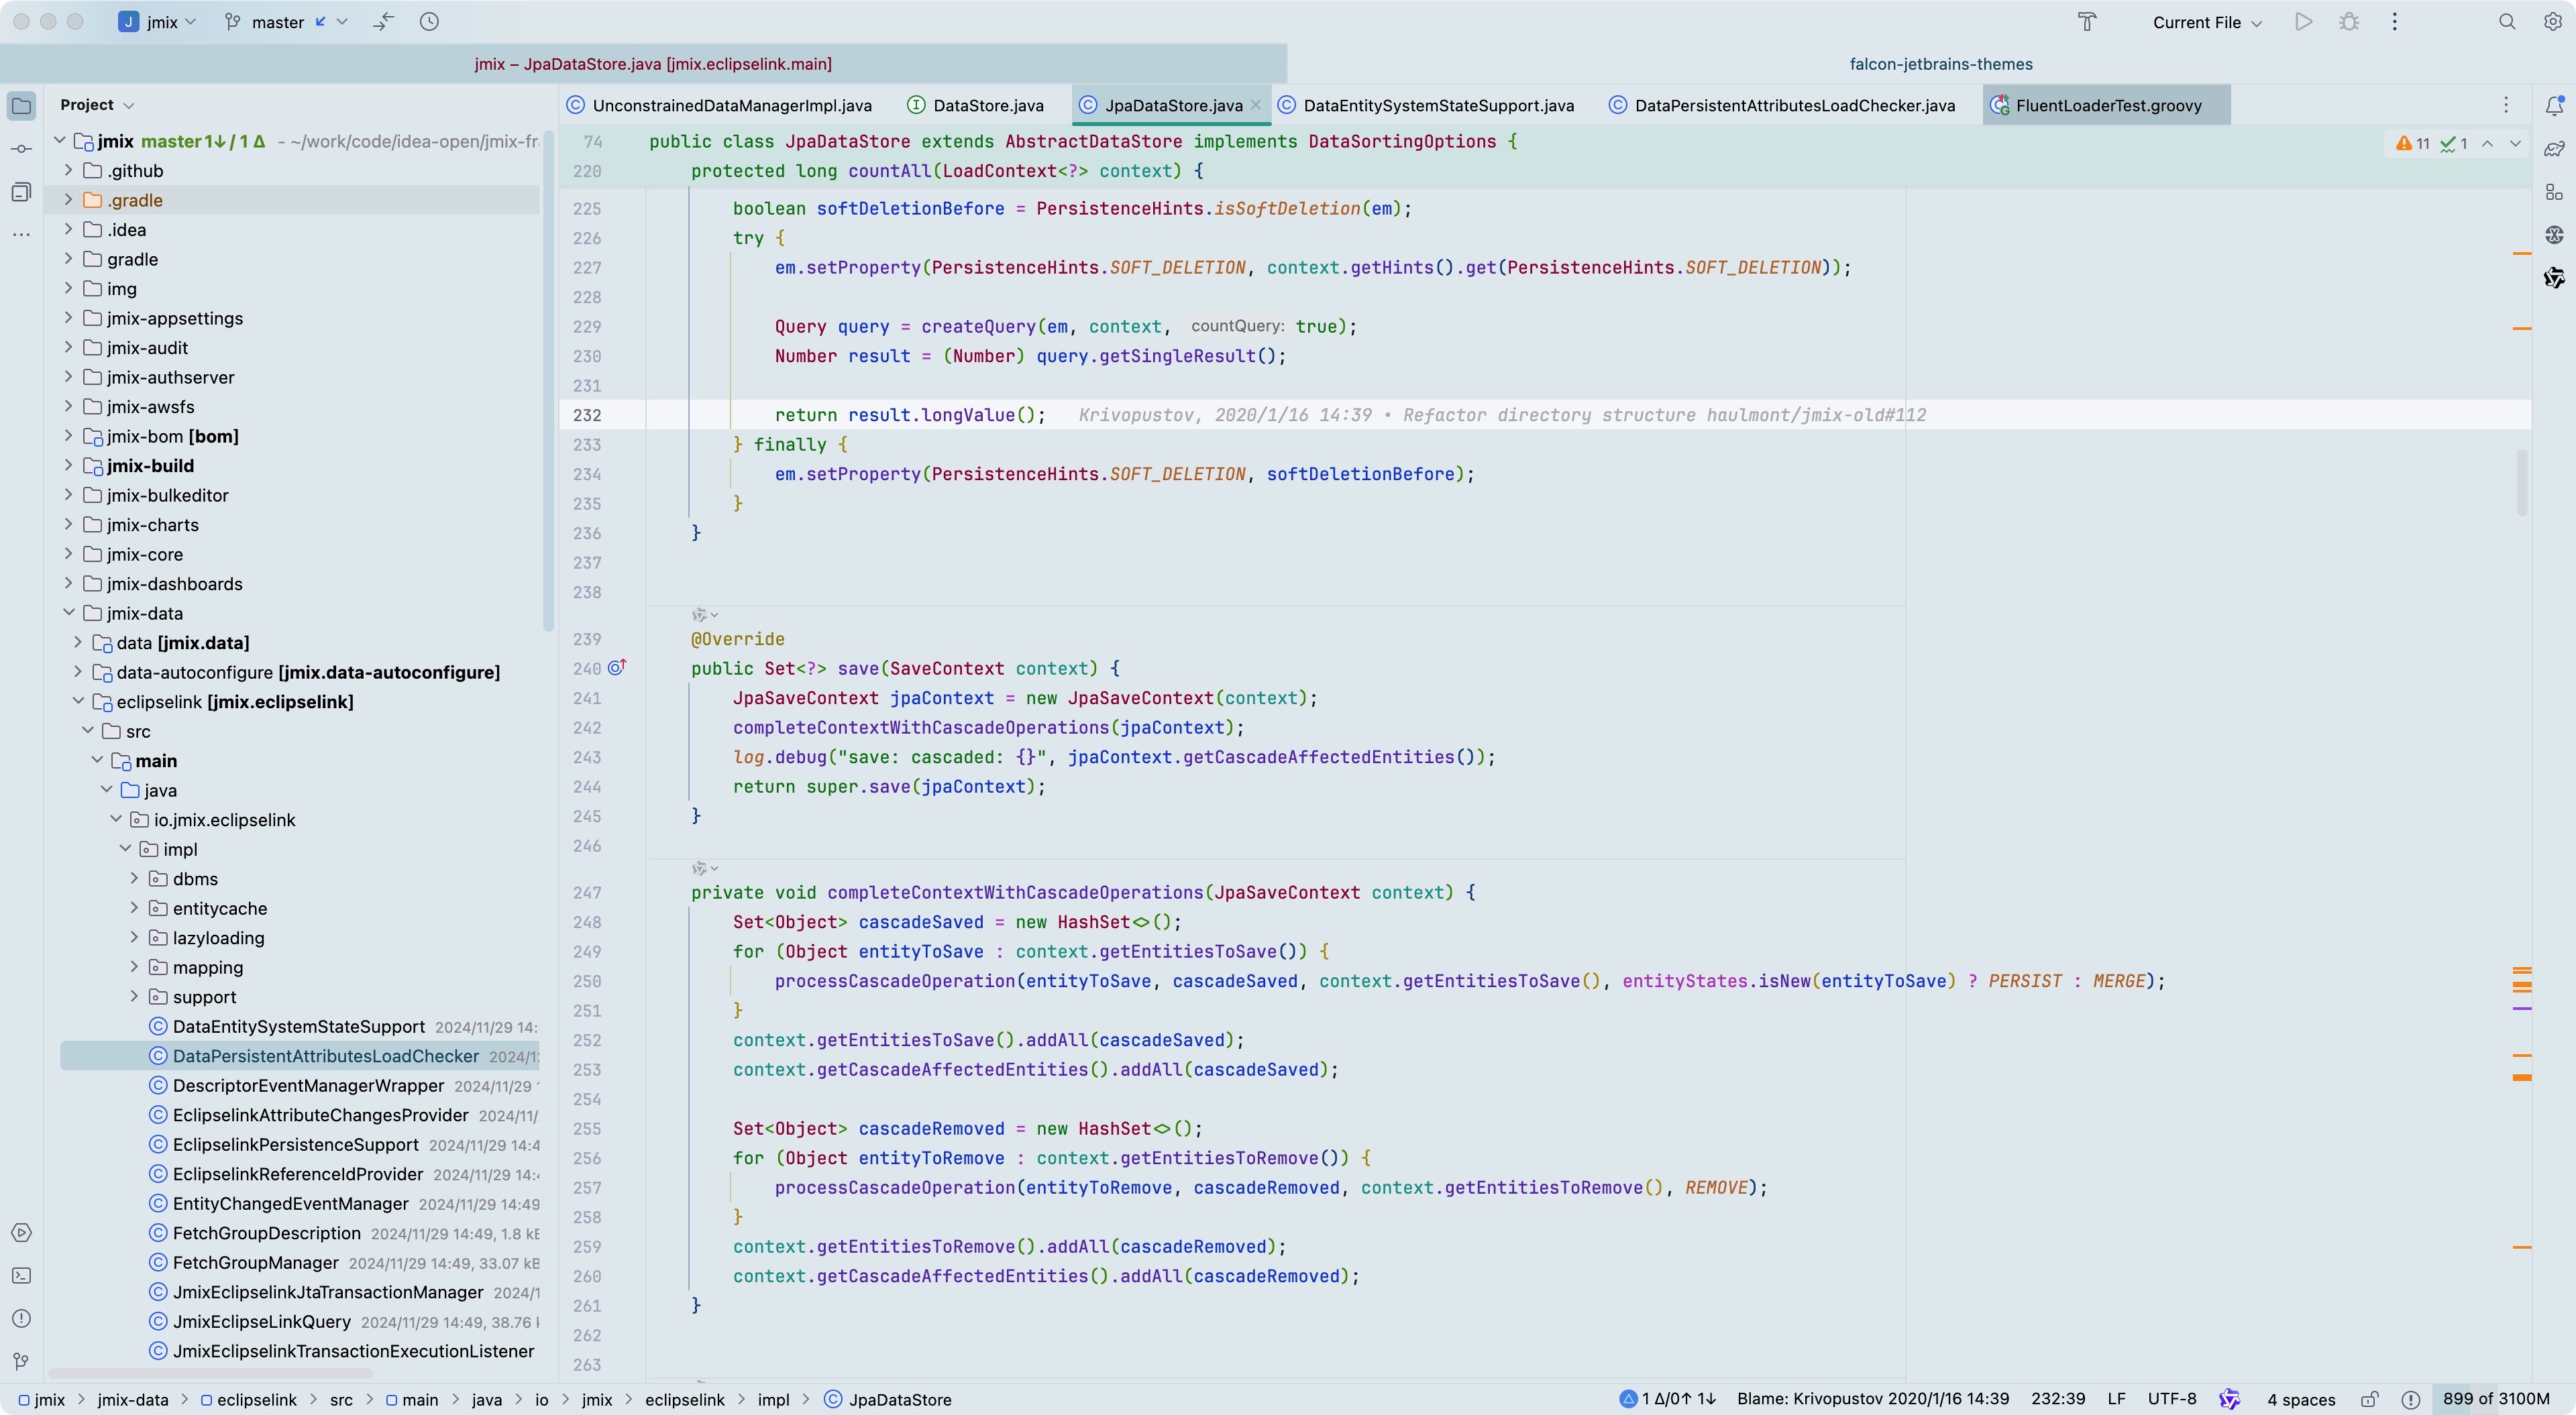 J jmix master Current File
jmix – JpaDataStore.java [jmix.eclipselink.main] falcon-jetbrains-themes
Project
jmix master 1↓ / 1 Δ - ~/work/code/idea-open/jmix-fr
.github
.gradle
.idea
gradle
img
jmix-appsettings
jmix-audit
jmix-authserver
jmix-awsfs
jmix-bom [bom]
jmix-build
jmix-bulkeditor
jmix-charts
jmix-core
jmix-dashboards
jmix-data
data [jmix.data]
data-autoconfigure [jmix.data-autoconfigure]
eclipselink [jmix.eclipselink]
src
main
java
io.jmix.eclipselink
impl
dbms
entitycache
lazyloading
mapping
support
DataEntitySystemStateSupport 2024/11/29 14:
DataPersistentAttributesLoadChecker 2024/1
DescriptorEventManagerWrapper 2024/11/29
EclipselinkAttributeChangesProvider 2024/11/
EclipselinkPersistenceSupport 2024/11/29 14:4
EclipselinkReferenceIdProvider 2024/11/29 14:
EntityChangedEventManager 2024/11/29 14:49
FetchGroupDescription 2024/11/29 14:49, 1.8 kB
FetchGroupManager 2024/11/29 14:49, 33.07 kB
JmixEclipselinkJtaTransactionManager 2024/1
JmixEclipseLinkQuery 2024/11/29 14:49, 38.76
JmixEclipselinkTransactionExecutionListener
UnconstrainedDataManagerImpl.java DataStore.java JpaDataStore.java DataEntitySystemStateSupport.java DataPersistentAttributesLoadChecker.java FluentLoaderTest.groovy
74 public class JpaDataStore extends AbstractDataStore implements DataSortingOptions {
11 1
220 protected long countAll(LoadContext<?> context) {
225 boolean softDeletionBefore = PersistenceHints.isSoftDeletion(em);
226 try {
227 em.setProperty(PersistenceHints.SOFT_DELETION, context.getHints().get(PersistenceHints.SOFT_DELETION));
228
229 Query query = createQuery(em, context, countQuery: true);
230 Number result = (Number) query.getSingleResult();
231
232 return result.longValue(); Krivopustov, 2020/1/16 14:39 • Refactor directory structure haulmont/jmix-old#112
233 } finally {
234 em.setProperty(PersistenceHints.SOFT_DELETION, softDeletionBefore);
235 }
236 }
237
238
239 @Override
240 public Set<?> save(SaveContext context) {
241 JpaSaveContext jpaContext = new JpaSaveContext(context);
242 completeContextWithCascadeOperations(jpaContext);
243 log.debug("save: cascaded: {}", jpaContext.getCascadeAffectedEntities());
244 return super.save(jpaContext);
245 }
246
247 private void completeContextWithCascadeOperations(JpaSaveContext context) {
248 Set<Object> cascadeSaved = new HashSet<>();
249 for (Object entityToSave : context.getEntitiesToSave()) {
250 processCascadeOperation(entityToSave, cascadeSaved, context.getEntitiesToSave(), entityStates.isNew(entityToSave) ? PERSIST : MERGE);
251 }
252 context.getEntitiesToSave().addAll(cascadeSaved);
253 context.getCascadeAffectedEntities().addAll(cascadeSaved);
254
255 Set<Object> cascadeRemoved = new HashSet<>();
256 for (Object entityToRemove : context.getEntitiesToRemove()) {
257 processCascadeOperation(entityToRemove, cascadeRemoved, context.getEntitiesToRemove(), REMOVE);
258 }
259 context.getEntitiesToRemove().addAll(cascadeRemoved);
260 context.getCascadeAffectedEntities().addAll(cascadeRemoved);
261 }
262
263
jmix > jmix-data > eclipselink > src > main > java > io > jmix > eclipselink > impl > JpaDataStore 1 Δ/0↑ 1↓ Blame: Krivopustov 2020/1/16 14:39 232:39 LF UTF-8 4 spaces 899 of 3100M